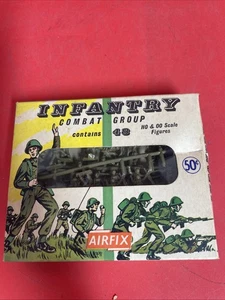 INFANTRY
COMBAT GROUP
contains 48 HO & OO Scale
Figures
50¢
AIRFIX